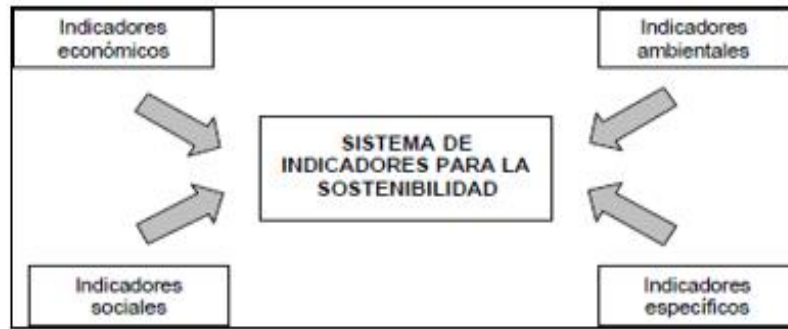 Indicadores
económicos
Indicadores
ambientales
SISTEMA DE
INDICADORES PARA LA
SOSTENIBILIDAD
Indicadores
sociales
Indicadores
específicos